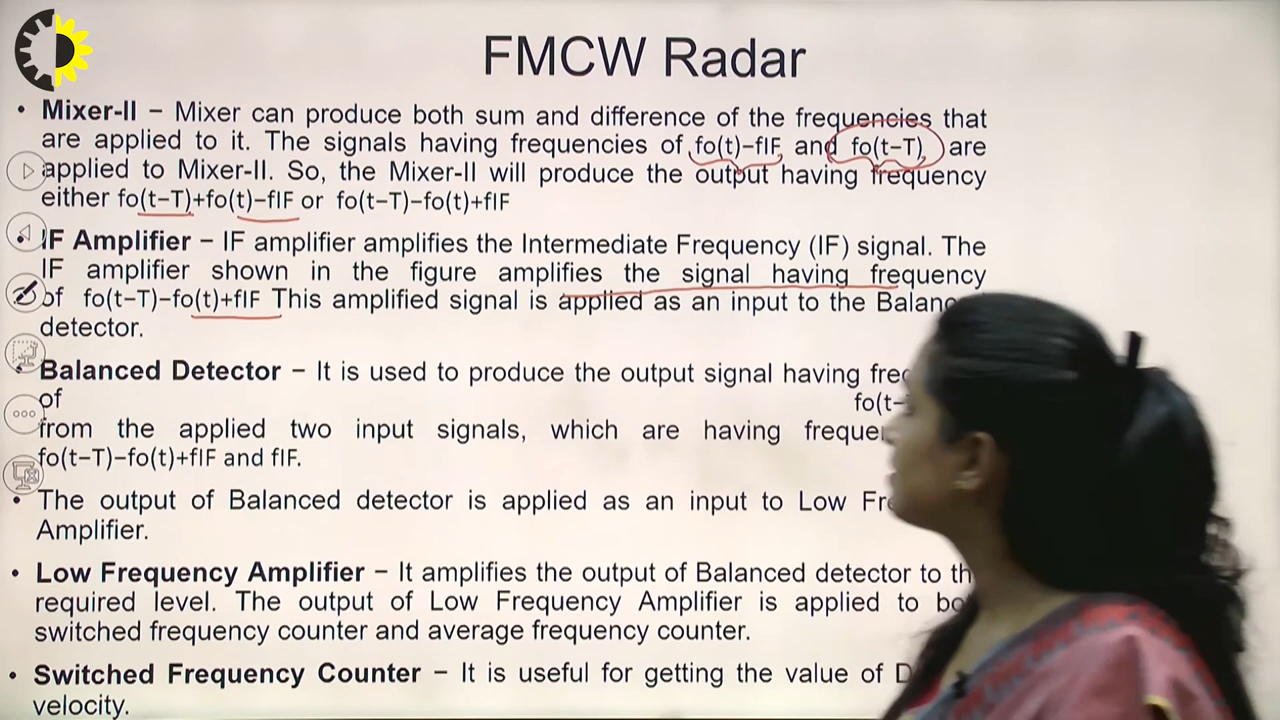 FMCW Radar
• Mixer-II − Mixer can produce both sum and difference of the frequencies that
are applied to it. The signals having frequencies of fo(t)−fIF and fo(t−T), are
applied to Mixer-II. So, the Mixer-II will produce the output having frequency
either fo(t−T)+fo(t)−fIF or fo(t−T)−fo(t)+fIF
• IF Amplifier − IF amplifier amplifies the Intermediate Frequency (IF) signal. The
IF amplifier shown in the figure amplifies the signal having frequency
of fo(t−T)−fo(t)+fIF This amplified signal is applied as an input to the
detector.
• Balanced Detector − It is used to produce the output signal having
of fo(t−
from the applied two input signals, which are having
fo(t−T)−fo(t)+fIF and fIF.
• The output of Balanced detector is applied as an input to Low
Amplifier.
• Low Frequency Amplifier − It amplifies the output of Balanced detector to
required level. The output of Low Frequency Amplifier is applied to
switched frequency counter and average frequency counter.
• Switched Frequency Counter − It is useful for getting the value of
velocity.